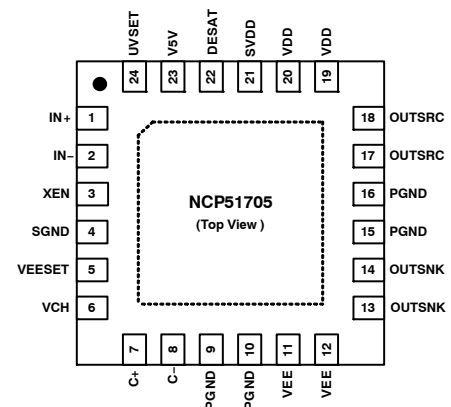 UVSET
V5V
DESAT
SVDD
VDD
VDD
24
23
22
21
20
19
IN+ 1
IN− 2
XEN 3
SGND 4
VEESET 5
VCH 6
18 OUTSRC
17 OUTSRC
16 PGND
15 PGND
14 OUTSNK
13 OUTSNK
NCP51705
(Top View )
7
8
9
10
11
12
C+
C−
PGND
PGND
VEE
VEE